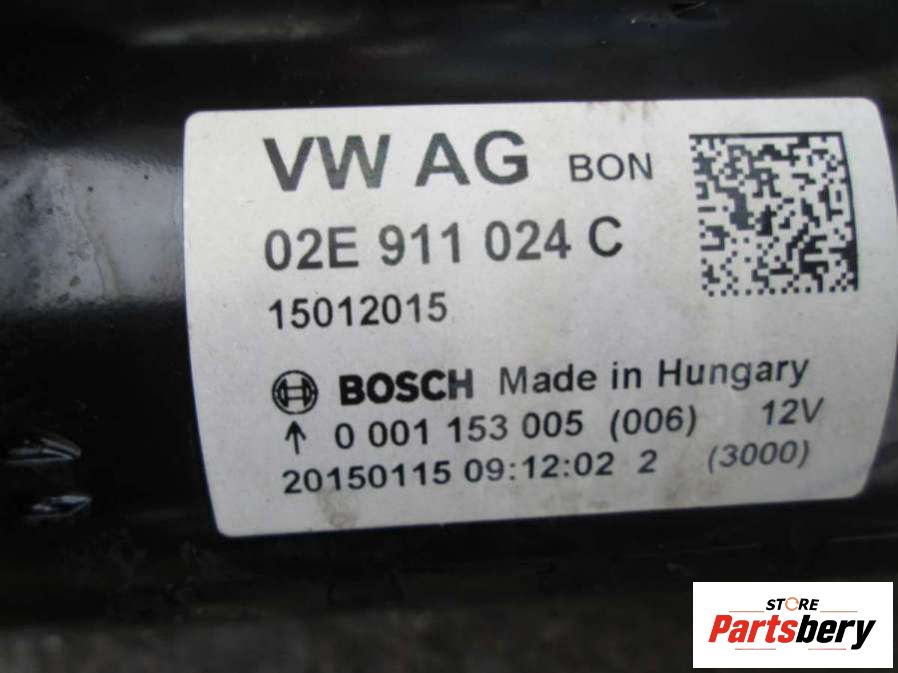 VW AG BON
02E 911 024 C
15012015
BOSCH Made in Hungary
↑ 0 001 153 005 (006) 12V
20150115 09:12:02 2 (3000)
STORE
Partsbery